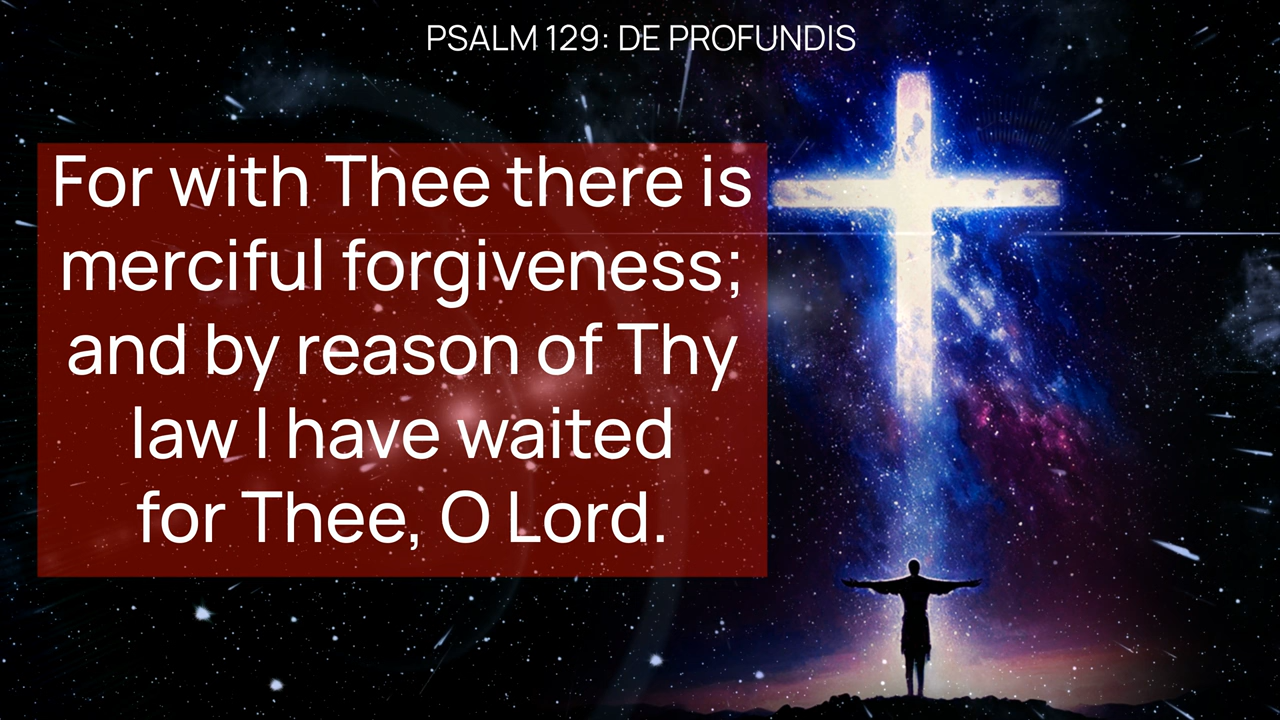 PSALM 129: DE PROFUNDIS
For with Thee there is
merciful forgiveness;
and by reason of Thy
law I have waited
for Thee, O Lord.